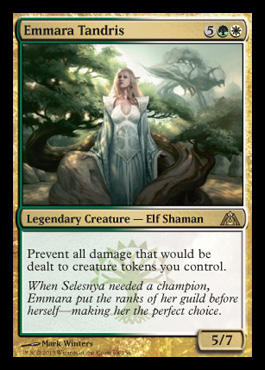 Emmara Tandris 5
Legendary Creature — Elf Shaman
Prevent all damage that would be
dealt to creature tokens you control.
When Selesnya needed a champion,
Emmara put the ranks of her guild before
herself—making her the perfect choice.
Mark Winters
5/7